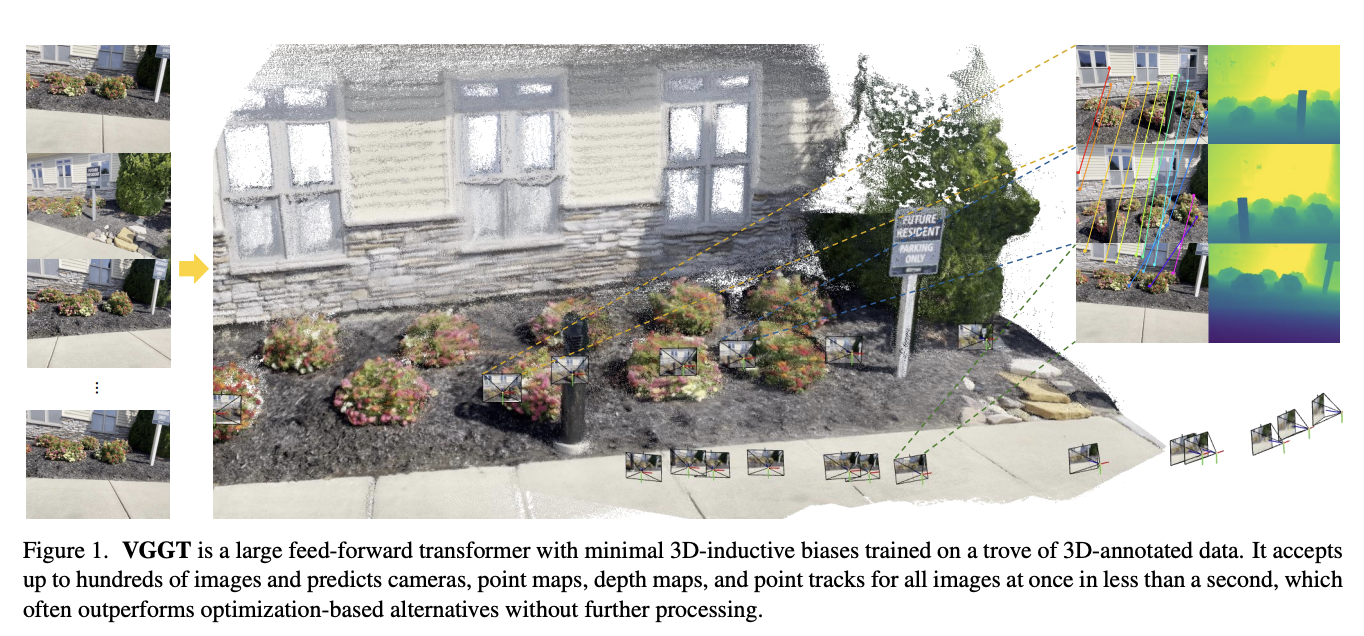 FUTURE
RESIDENT
PARKING
ONLY
Figure 1. VGGT is a large feed-forward transformer with minimal 3D-inductive biases trained on a trove of 3D-annotated data. It accepts
up to hundreds of images and predicts cameras, point maps, depth maps, and point tracks for all images at once in less than a second, which
often outperforms optimization-based alternatives without further processing.